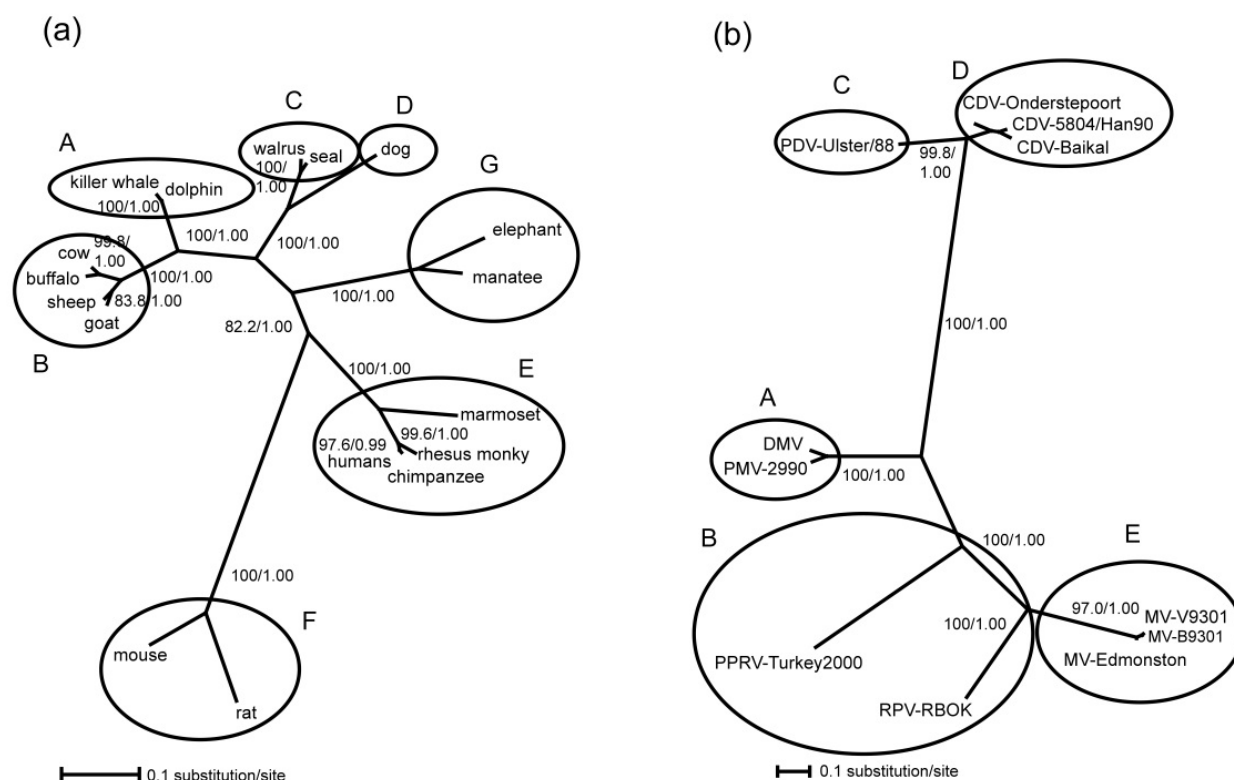 (a)
C
D
A
walrus
seal
dog
100/
1.00
G
killer whale
dolphin
100/1.00
100/1.00
100/1.00
elephant
99.8/
cow
1.00
100/1.00
buffalo
manatee
sheep
83.8/1.00
goat
100/1.00
82.2/1.00
B
100/1.00
E
marmoset
97.6/0.99
99.6/1.00
humans
rhesus monky
chimpanzee
100/1.00
F
mouse
rat
0.1 substitution/site
(b)
C
D
CDV-Onderstepoort
CDV-5804/Han90
PDV-Ulster/88
CDV-Baikal
99.8/
1.00
100/1.00
A
DMV
PMV-2990
100/1.00
B
100/1.00
E
97.0/1.00
MV-V9301
100/1.00
MV-B9301
PPRV-Turkey2000
MV-Edmonston
RPV-RBOK
0.1 substitution/site